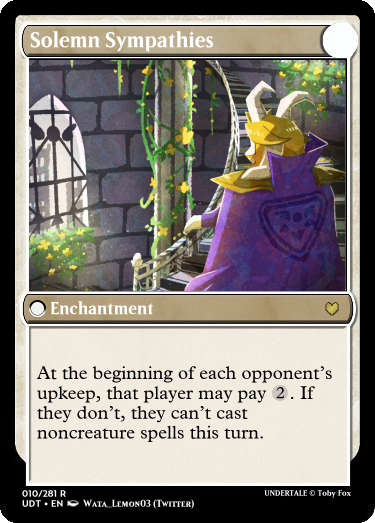 Solemn Sympathies
Enchantment
At the beginning of each opponent's
upkeep, that player may pay 2. If
they don't, they can't cast
noncreature spells this turn.
010/281 R
UDT • EN Wata_Lemon03 (Twitter)
UNDERTALE © Toby Fox